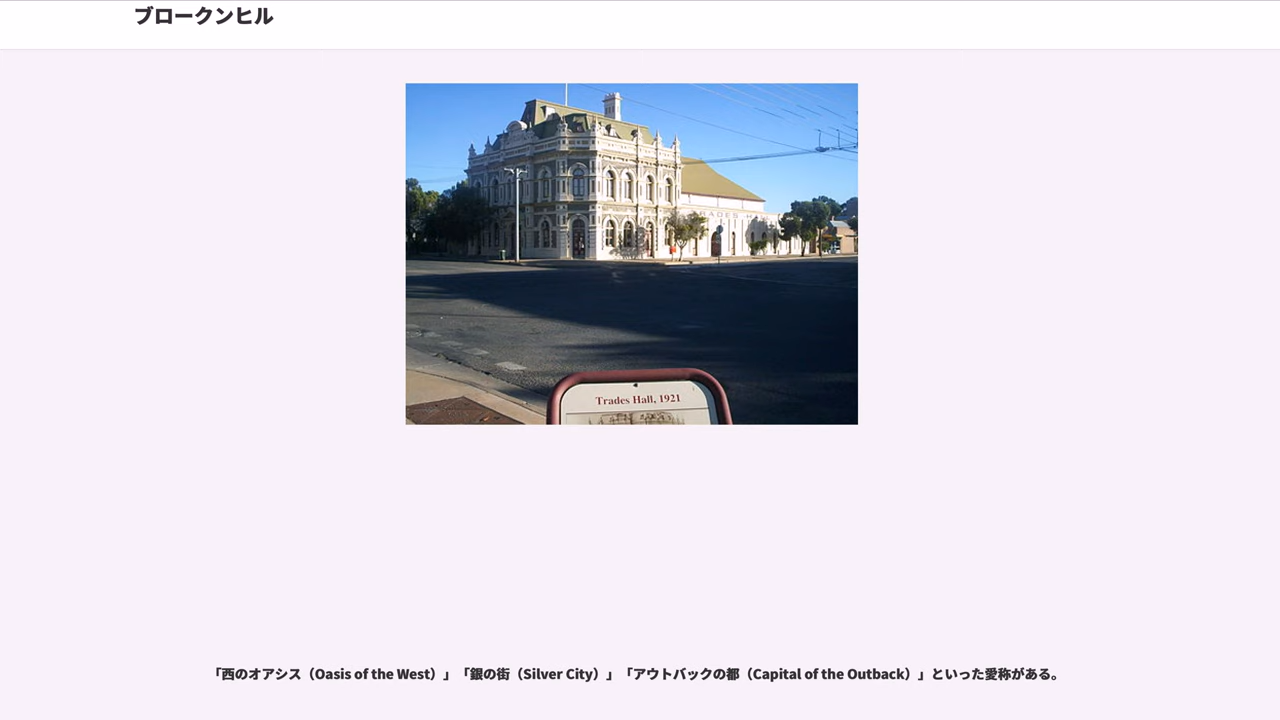 ブロークンヒル
TRADES H
Trades Hall, 1921
「西のオアシス（Oasis of the West）」「銀の街（Silver City）」「アウトバックの都（Capital of the Outback）」といった愛称がある。